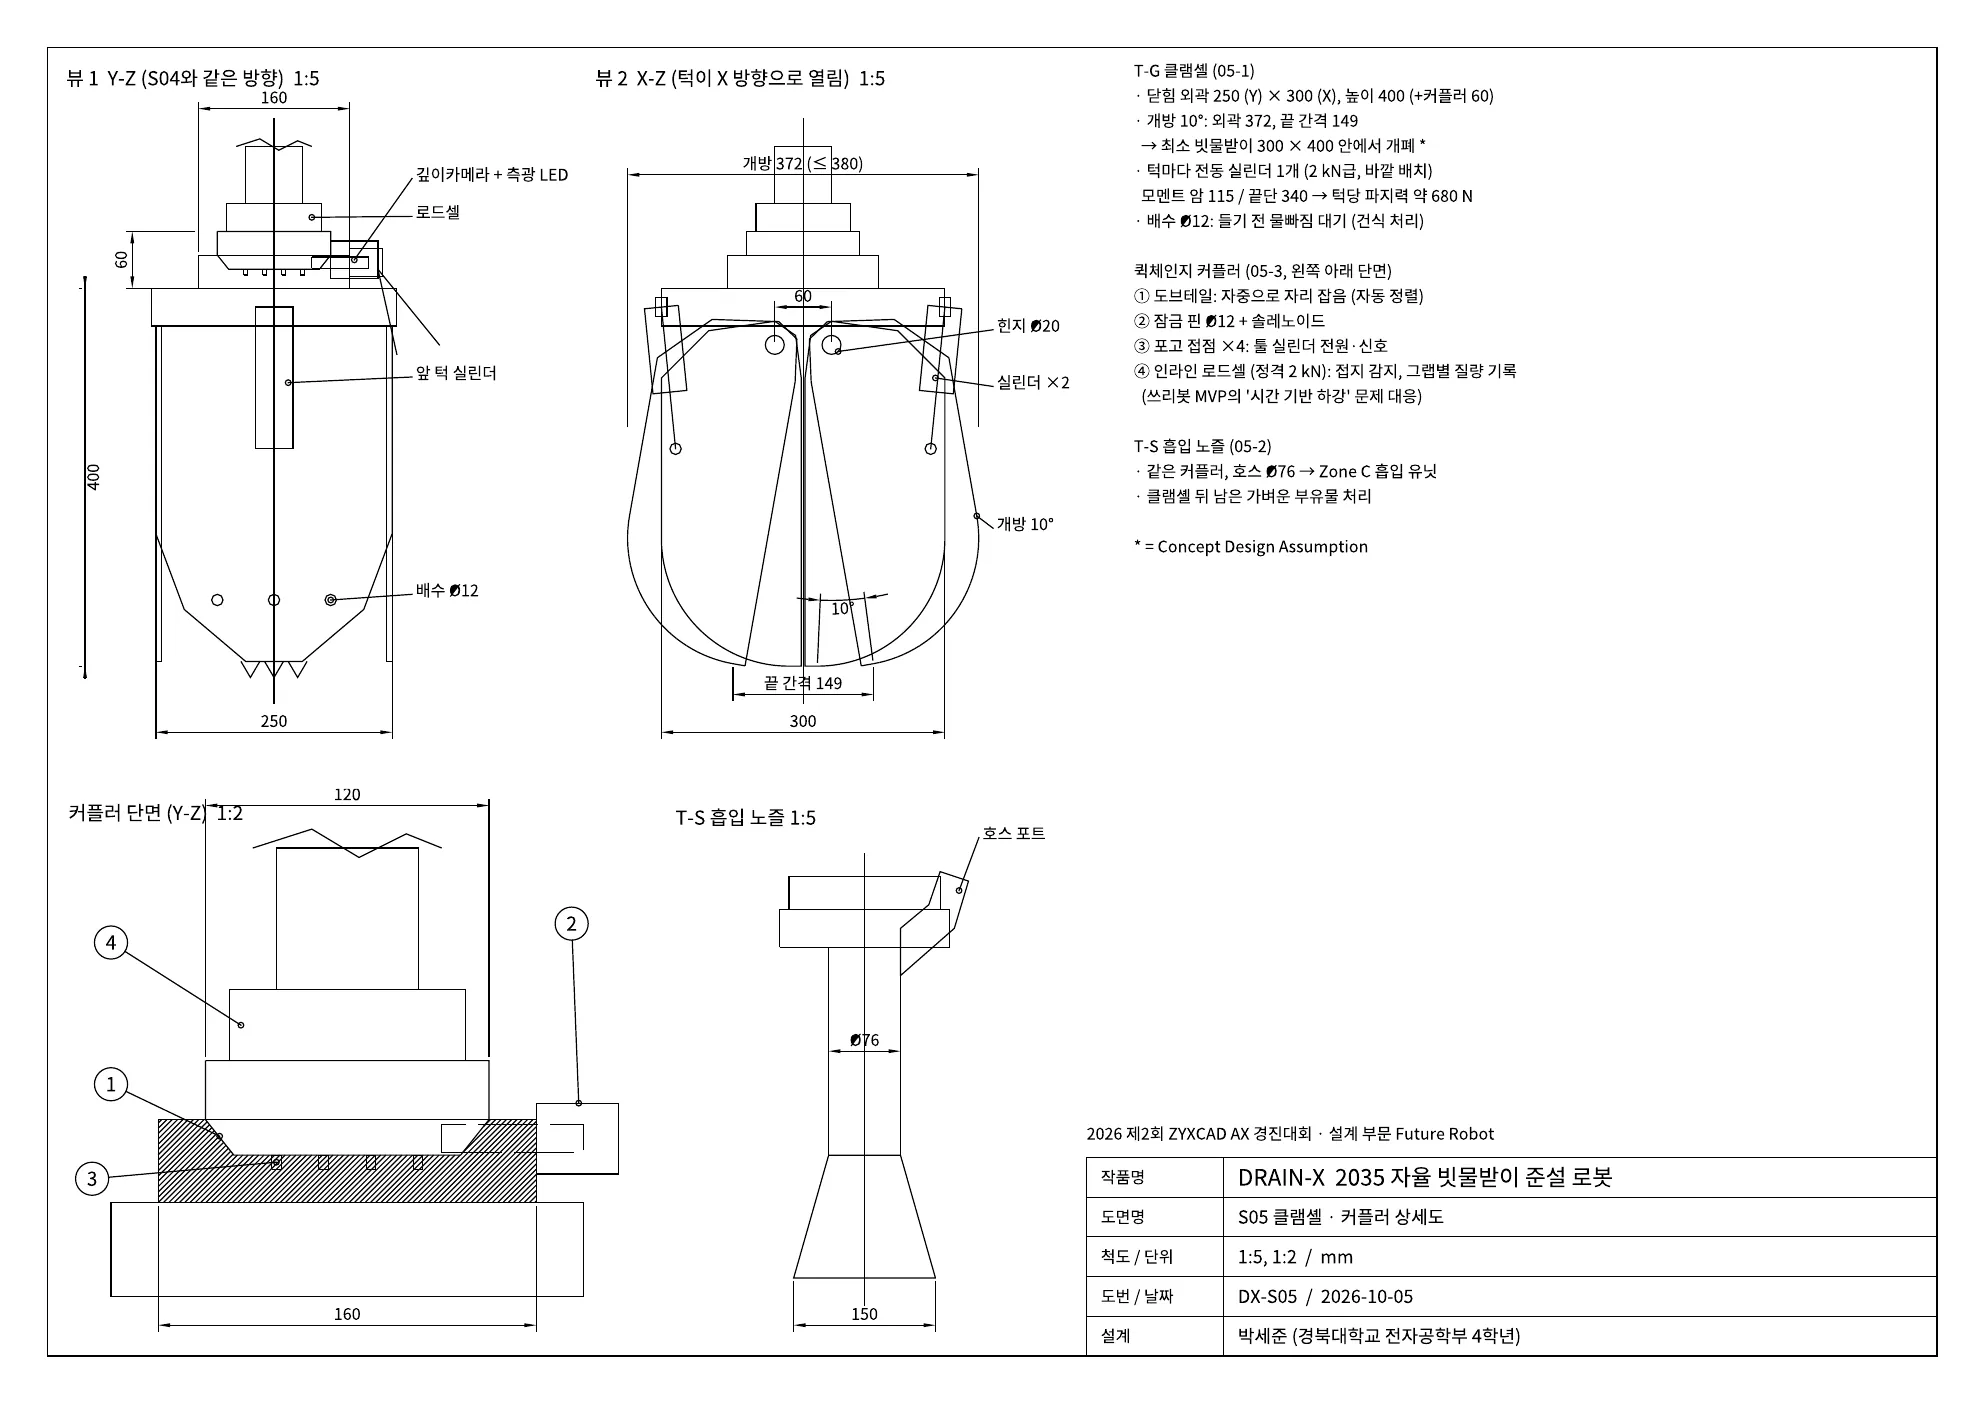 뷰 1  Y-Z (S04와 같은 방향)  1:5
160
깊이카메라 + 측광 LED
로드셀
60
앞 턱 실린더
400
배수 Ø12
250
뷰 2  X-Z (턱이 X 방향으로 열림)  1:5
개방 372 (≤ 380)
60
힌지 Ø20
실린더 ×2
개방 10°
10°
끝 간격 149
300
T-G 클램셸 (05-1)
· 닫힘 외곽 250 (Y) × 300 (X), 높이 400 (+커플러 60)
· 개방 10°: 외곽 372, 끝 간격 149
→ 최소 빗물받이 300 × 400 안에서 개폐 *
· 턱마다 전동 실린더 1개 (2 kN급, 바깥 배치)
모멘트 암 115 / 끝단 340 → 턱당 파지력 약 680 N
· 배수 Ø12: 들기 전 물빠짐 대기 (건식 처리)
퀵체인지 커플러 (05-3, 왼쪽 아래 단면)
① 도브테일: 자중으로 자리 잡음 (자동 정렬)
② 잠금 핀 Ø12 + 솔레노이드
③ 포고 접점 ×4: 툴 실린더 전원·신호
④ 인라인 로드셀 (정격 2 kN): 접지 감지, 그랩별 질량 기록
(쓰리봇 MVP의 '시간 기반 하강' 문제 대응)
T-S 흡입 노즐 (05-2)
· 같은 커플러, 호스 Ø76 → Zone C 흡입 유닛
· 클램셸 뒤 남은 가벼운 부유물 처리
* = Concept Design Assumption
커플러 단면 (Y-Z)  1:2
120
4
2
1
3
160
T-S 흡입 노즐 1:5
호스 포트
Ø76
150
2026 제2회 ZYXCAD AX 경진대회 · 설계 부문 Future Robot
작품명 DRAIN-X  2035 자율 빗물받이 준설 로봇
도면명 S05 클램셸 · 커플러 상세도
척도 / 단위 1:5, 1:2  /  mm
도번 / 날짜 DX-S05  /  2026-10-05
설계 박세준 (경북대학교 전자공학부 4학년)